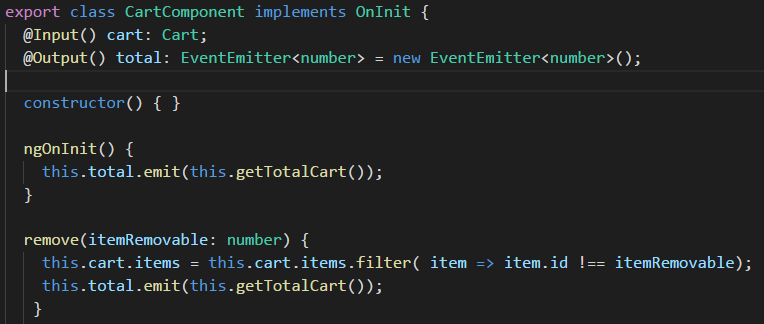 export class CartComponent implements OnInit {
@Input() cart: Cart;
@Output() total: EventEmitter<number> = new EventEmitter<number>();
constructor() { }
ngOnInit() {
this.total.emit(this.getTotalCart());
}
remove(itemRemovable: number) {
this.cart.items = this.cart.items.filter( item => item.id !== itemRemovable);
this.total.emit(this.getTotalCart());
}